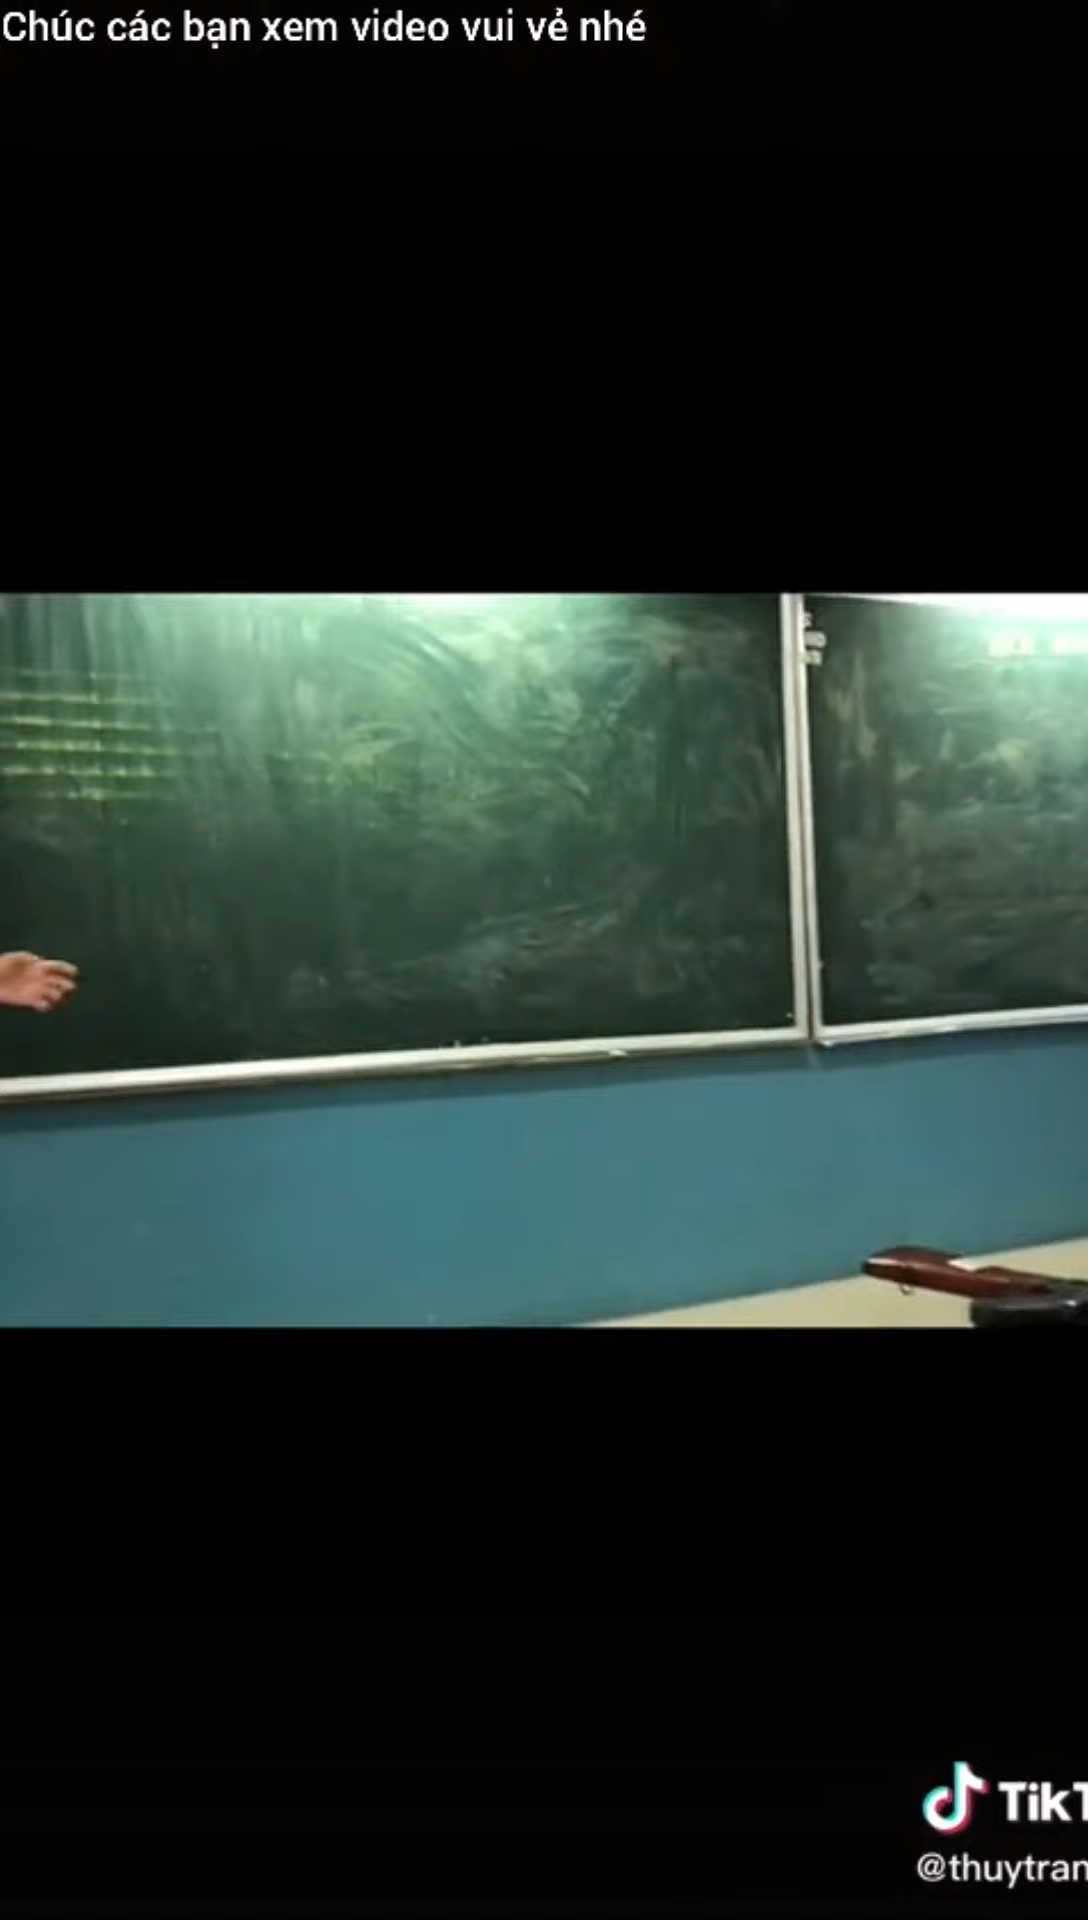 Chúc các bạn xem video vui vẻ nhé
TikT
@thuytran